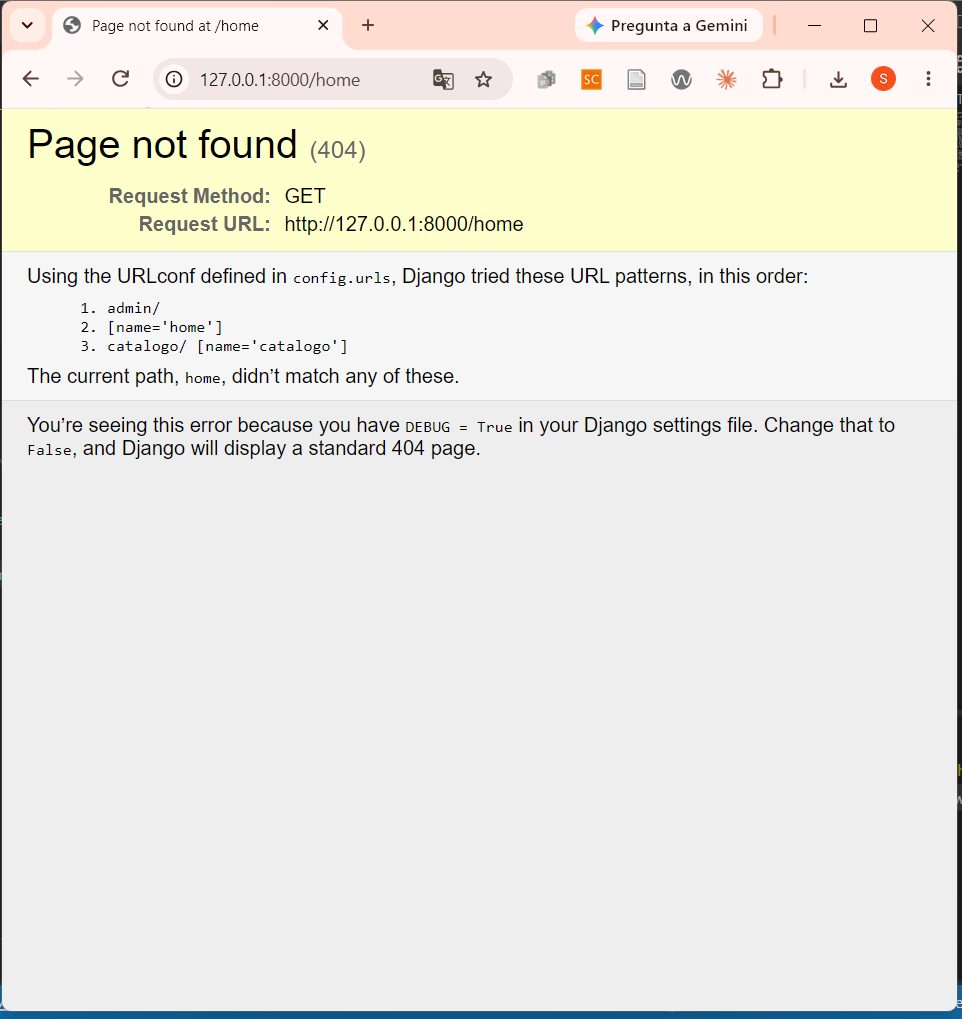 Page not found at /home
Pregunta a Gemini
127.0.0.1:8000/home
SC
S
Page not found (404)
Request Method: GET
Request URL: http://127.0.0.1:8000/home
Using the URLconf defined in config.urls, Django tried these URL patterns, in this order:
1. admin/
2. [name='home']
3. catalogo/ [name='catalogo']
The current path, home, didn’t match any of these.
You’re seeing this error because you have DEBUG = True in your Django settings file. Change that to
False, and Django will display a standard 404 page.